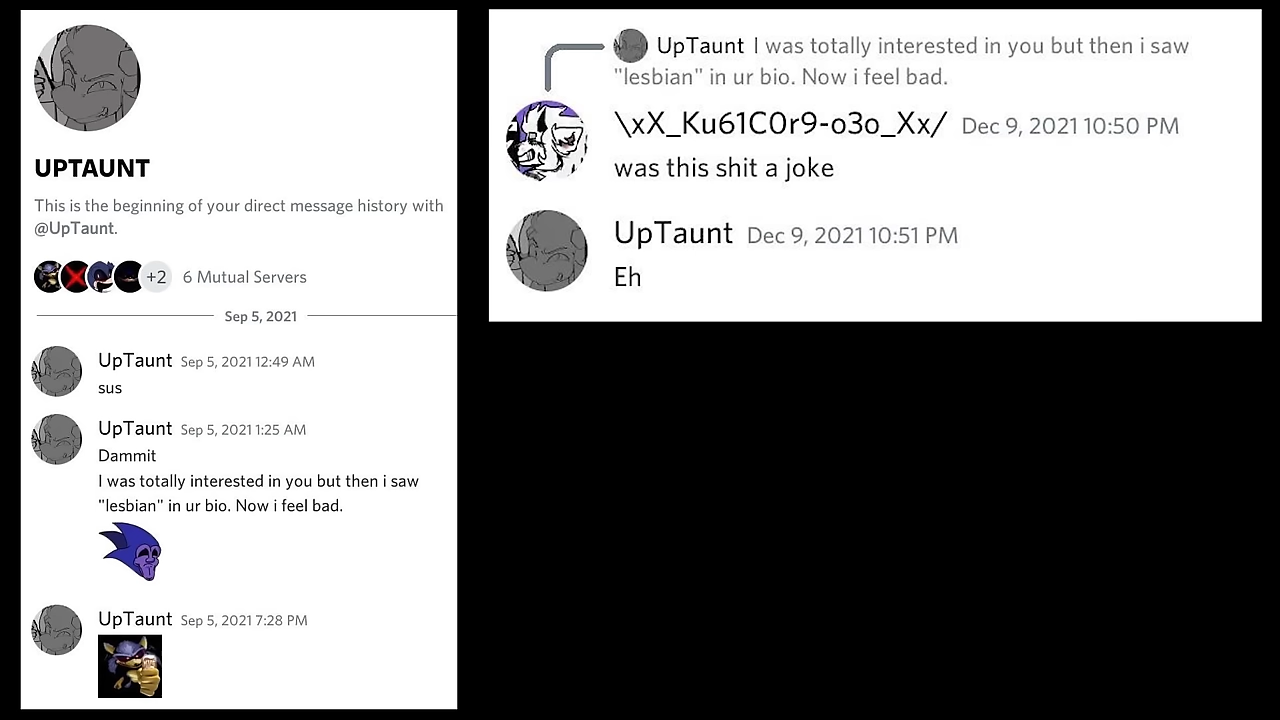 UPTAUNT
This is the beginning of your direct message history with
@UpTaunt.
+2 6 Mutual Servers
Sep 5, 2021
UpTaunt Sep 5, 2021 12:49 AM
sus
UpTaunt Sep 5, 2021 1:25 AM
Dammit
I was totally interested in you but then i saw
"lesbian" in ur bio. Now i feel bad.
UpTaunt Sep 5, 2021 7:28 PM
UpTaunt I was totally interested in you but then i saw
"lesbian" in ur bio. Now i feel bad.
\xX_Ku61C0r9-o3o_Xx/ Dec 9, 2021 10:50 PM
was this shit a joke
UpTaunt Dec 9, 2021 10:51 PM
Eh